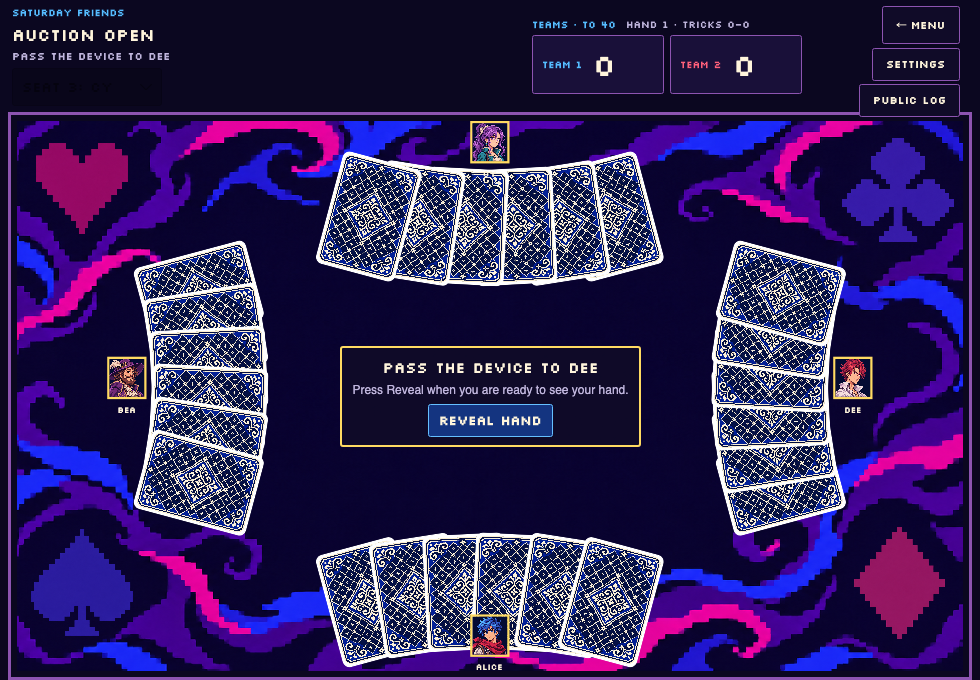 SATURDAY FRIENDS
AUCTION OPEN
PASS THE DEVICE TO DEE
TEAMS · TO 40 HAND 1 · TRICKS 0-0
TEAM 1 0
TEAM 2 0
← MENU
SETTINGS
PUBLIC LOG
BEA
DEE
PASS THE DEVICE TO DEE
Press Reveal when you are ready to see your hand.
REVEAL HAND
ALICE